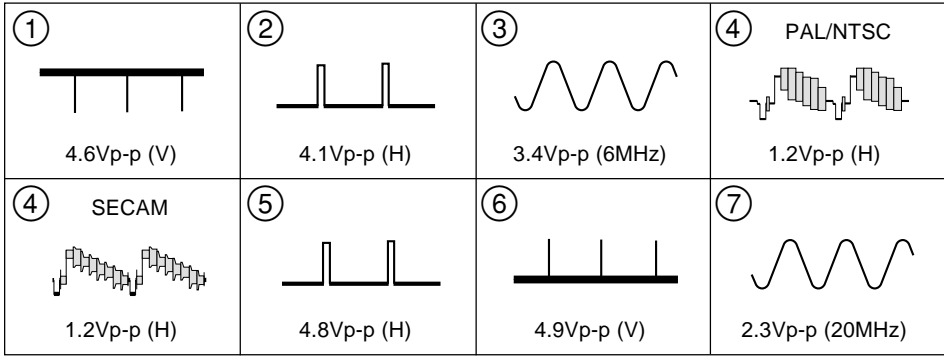 ① ② ③ ④ PAL/NTSC
4.6Vp-p (V) 4.1Vp-p (H) 3.4Vp-p (6MHz) 1.2Vp-p (H)
④ SECAM ⑤ ⑥ ⑦
1.2Vp-p (H) 4.8Vp-p (H) 4.9Vp-p (V) 2.3Vp-p (20MHz)